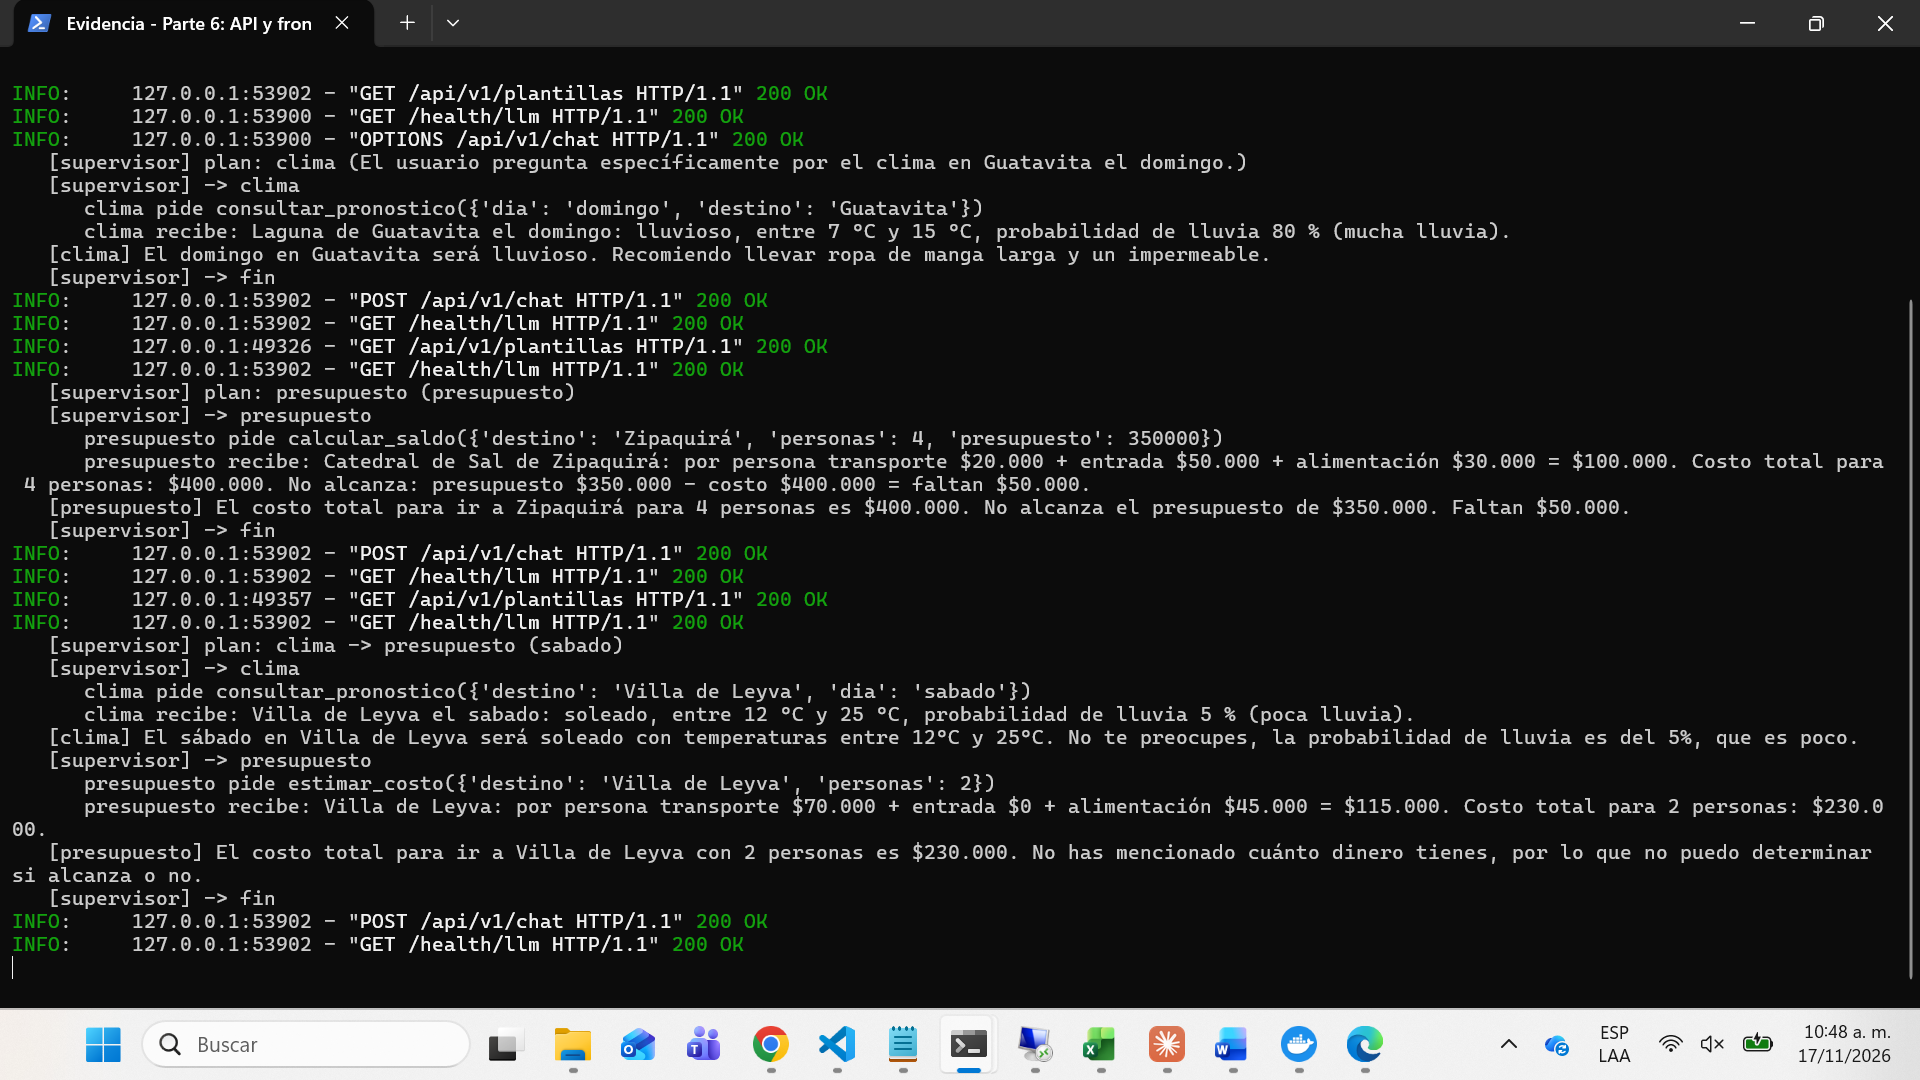 Evidencia - Parte 6: API y fron
INFO:     127.0.0.1:53902 - "GET /api/v1/plantillas HTTP/1.1" 200 OK
INFO:     127.0.0.1:53900 - "GET /health/llm HTTP/1.1" 200 OK
INFO:     127.0.0.1:53900 - "OPTIONS /api/v1/chat HTTP/1.1" 200 OK
[supervisor] plan: clima (El usuario pregunta específicamente por el clima en Guatavita el domingo.)
[supervisor] -> clima
clima pide consultar_pronostico({'dia': 'domingo', 'destino': 'Guatavita'})
clima recibe: Laguna de Guatavita el domingo: lluvioso, entre 7 °C y 15 °C, probabilidad de lluvia 80 % (mucha lluvia).
[clima] El domingo en Guatavita será lluvioso. Recomiendo llevar ropa de manga larga y un impermeable.
[supervisor] -> fin
INFO:     127.0.0.1:53902 - "POST /api/v1/chat HTTP/1.1" 200 OK
INFO:     127.0.0.1:53902 - "GET /health/llm HTTP/1.1" 200 OK
INFO:     127.0.0.1:49326 - "GET /api/v1/plantillas HTTP/1.1" 200 OK
INFO:     127.0.0.1:53902 - "GET /health/llm HTTP/1.1" 200 OK
[supervisor] plan: presupuesto (presupuesto)
[supervisor] -> presupuesto
presupuesto pide calcular_saldo({'destino': 'Zipaquirá', 'personas': 4, 'presupuesto': 350000})
presupuesto recibe: Catedral de Sal de Zipaquirá: por persona transporte $20.000 + entrada $50.000 + alimentación $30.000 = $100.000. Costo total para
4 personas: $400.000. No alcanza: presupuesto $350.000 - costo $400.000 = faltan $50.000.
[presupuesto] El costo total para ir a Zipaquirá para 4 personas es $400.000. No alcanza el presupuesto de $350.000. Faltan $50.000.
[supervisor] -> fin
INFO:     127.0.0.1:53902 - "POST /api/v1/chat HTTP/1.1" 200 OK
INFO:     127.0.0.1:53902 - "GET /health/llm HTTP/1.1" 200 OK
INFO:     127.0.0.1:49357 - "GET /api/v1/plantillas HTTP/1.1" 200 OK
INFO:     127.0.0.1:53902 - "GET /health/llm HTTP/1.1" 200 OK
[supervisor] plan: clima -> presupuesto (sabado)
[supervisor] -> clima
clima pide consultar_pronostico({'destino': 'Villa de Leyva', 'dia': 'sabado'})
clima recibe: Villa de Leyva el sabado: soleado, entre 12 °C y 25 °C, probabilidad de lluvia 5 % (poca lluvia).
[clima] El sábado en Villa de Leyva será soleado con temperaturas entre 12°C y 25°C. No te preocupes, la probabilidad de lluvia es del 5%, que es poco.
[supervisor] -> presupuesto
presupuesto pide estimar_costo({'destino': 'Villa de Leyva', 'personas': 2})
presupuesto recibe: Villa de Leyva: por persona transporte $70.000 + entrada $0 + alimentación $45.000 = $115.000. Costo total para 2 personas: $230.0
00.
[presupuesto] El costo total para ir a Villa de Leyva con 2 personas es $230.000. No has mencionado cuánto dinero tienes, por lo que no puedo determinar
si alcanza o no.
[supervisor] -> fin
INFO:     127.0.0.1:53902 - "POST /api/v1/chat HTTP/1.1" 200 OK
INFO:     127.0.0.1:53902 - "GET /health/llm HTTP/1.1" 200 OK
Buscar
ESP
LAA
10:48 a. m.
17/11/2026